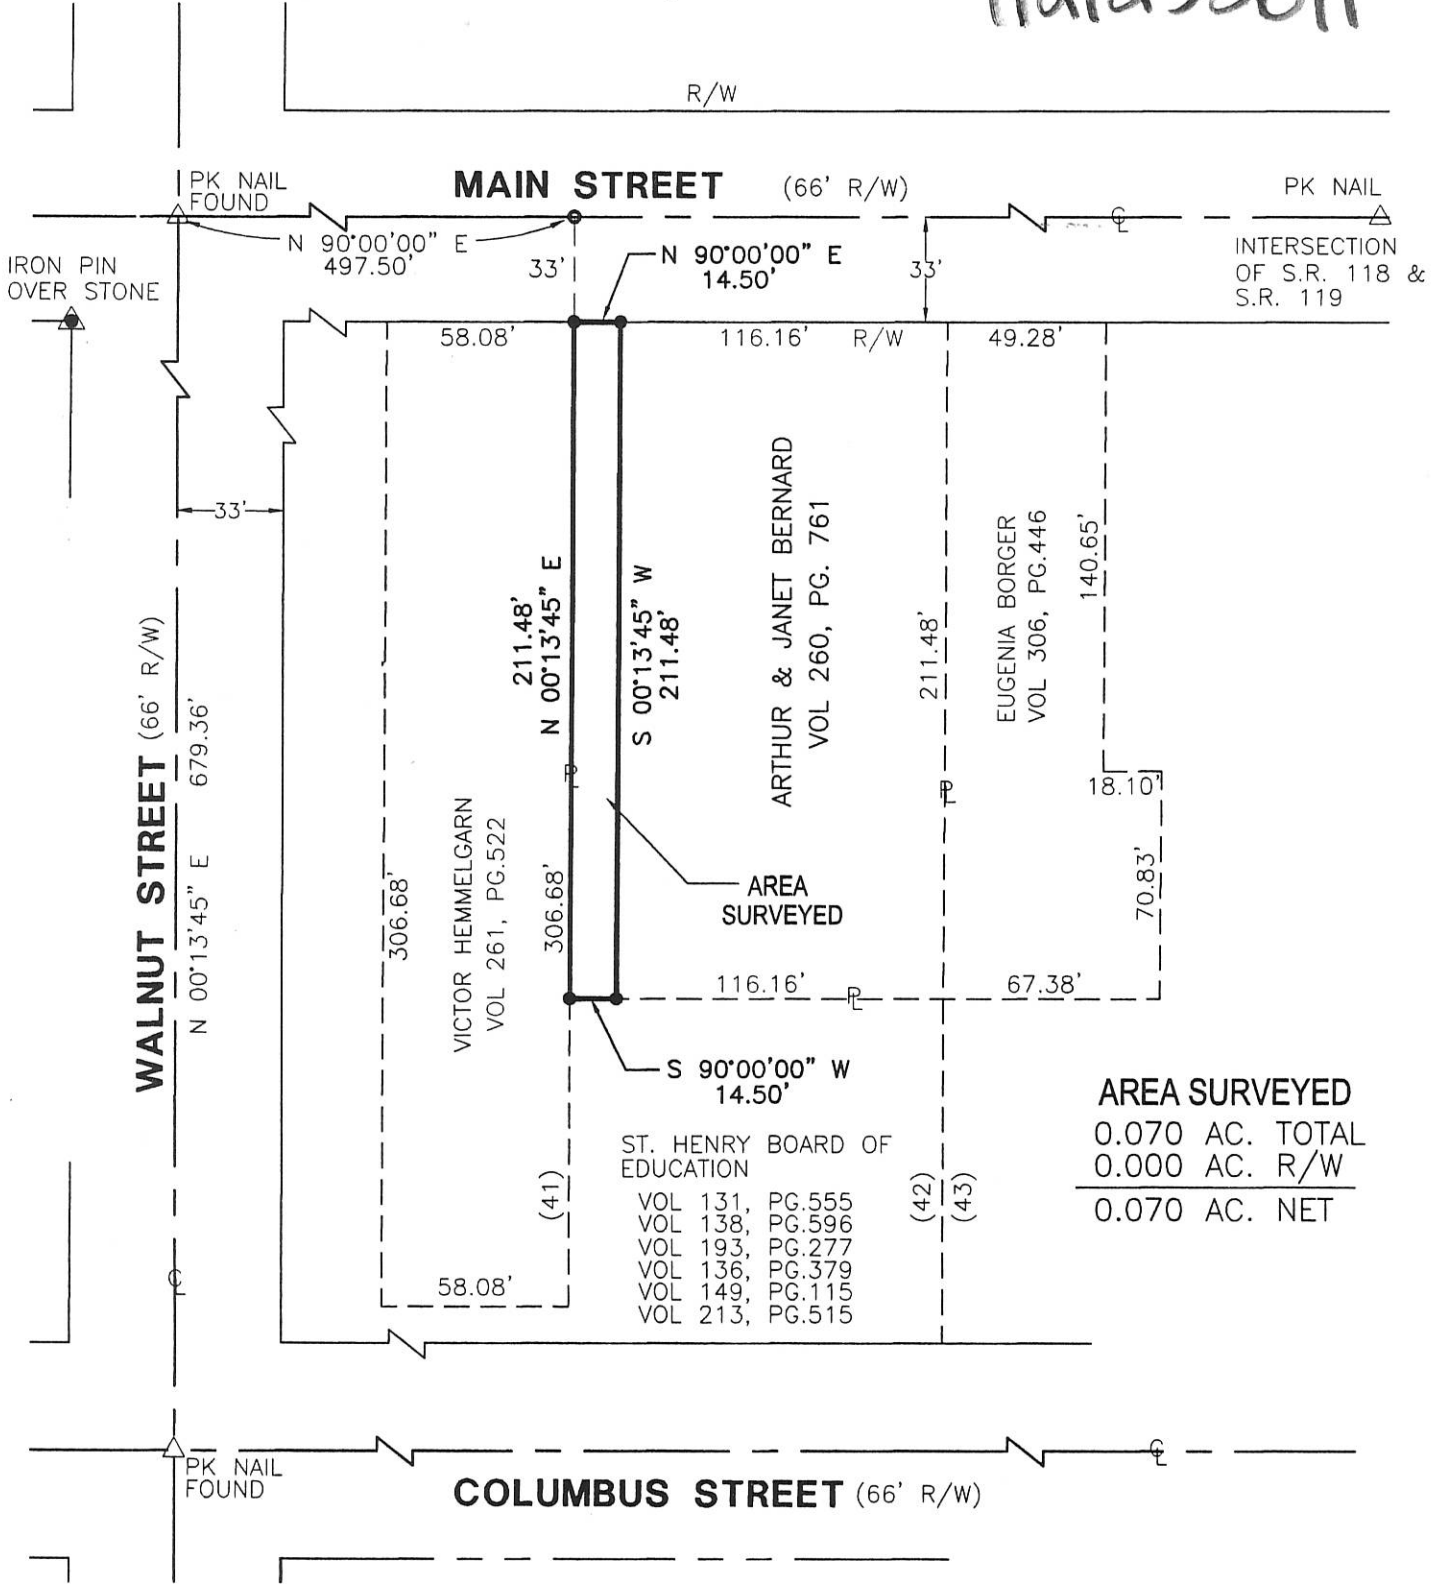 R/W
PK NAIL
FOUND
MAIN STREET (66' R/W)
PK NAIL
N 90°00'00" E
497.50'
33'
N 90°00'00" E
14.50'
33'
INTERSECTION
OF S.R. 118 &
S.R. 119
IRON PIN
OVER STONE
58.08'
116.16'
R/W
49.28'
33'
211.48'
N 00°13'45" E
S 00°13'45" W
211.48'
ARTHUR & JANET BERNARD
VOL 260, PG. 761
211.48'
EUGENIA BORGER
VOL 306, PG.446
140.65'
18.10'
70.83'
WALNUT STREET (66' R/W)
N 00°13'45" E 679.36'
306.68'
VICTOR HEMMELGARN
VOL 261, PG.522
306.68'
AREA
SURVEYED
116.16'
67.38'
S 90°00'00" W
14.50'
AREA SURVEYED
0.070 AC. TOTAL
0.000 AC. R/W
0.070 AC. NET
ST. HENRY BOARD OF
EDUCATION
VOL 131, PG.555
VOL 138, PG.596
VOL 193, PG.277
VOL 136, PG.379
VOL 149, PG.115
VOL 213, PG.515
(41)
(42)
(43)
58.08'
PK NAIL
FOUND
COLUMBUS STREET (66' R/W)